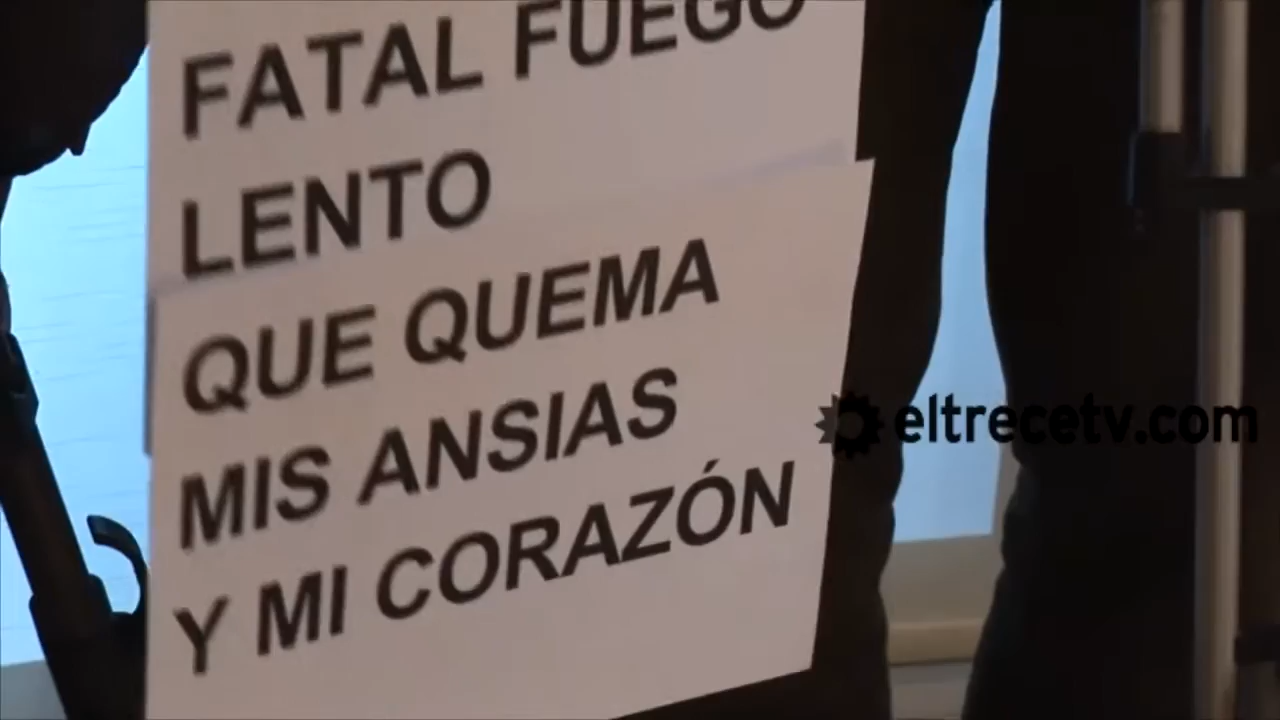 FATAL FUEGO
LENTO
QUE QUEMA
MIS ANSIAS
Y MI CORAZÓN
eltrecetv.com